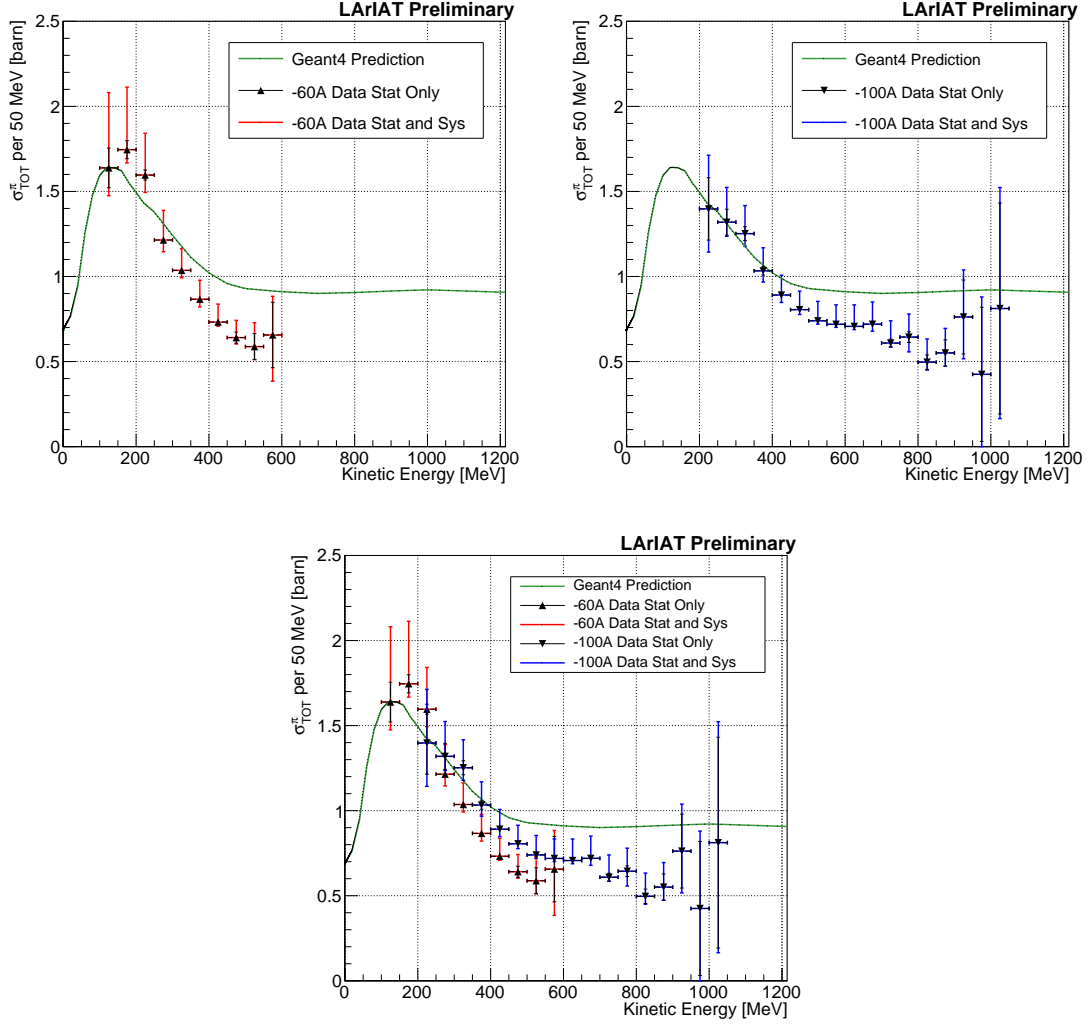 LArIAT Preliminary
2.5
2
1.5
1
0.5
0
σ^π_TOT per 50 MeV [barn]
Geant4 Prediction
-60A Data Stat Only
-60A Data Stat and Sys
0 200 400 600 800 1000 1200
Kinetic Energy [MeV]
LArIAT Preliminary
2.5
2
1.5
1
0.5
0
σ^π_TOT per 50 MeV [barn]
Geant4 Prediction
-100A Data Stat Only
-100A Data Stat and Sys
0 200 400 600 800 1000 1200
Kinetic Energy [MeV]
LArIAT Preliminary
2.5
2
1.5
1
0.5
0
σ^π_TOT per 50 MeV [barn]
Geant4 Prediction
-60A Data Stat Only
-60A Data Stat and Sys
-100A Data Stat Only
-100A Data Stat and Sys
0 200 400 600 800 1000 1200
Kinetic Energy [MeV]